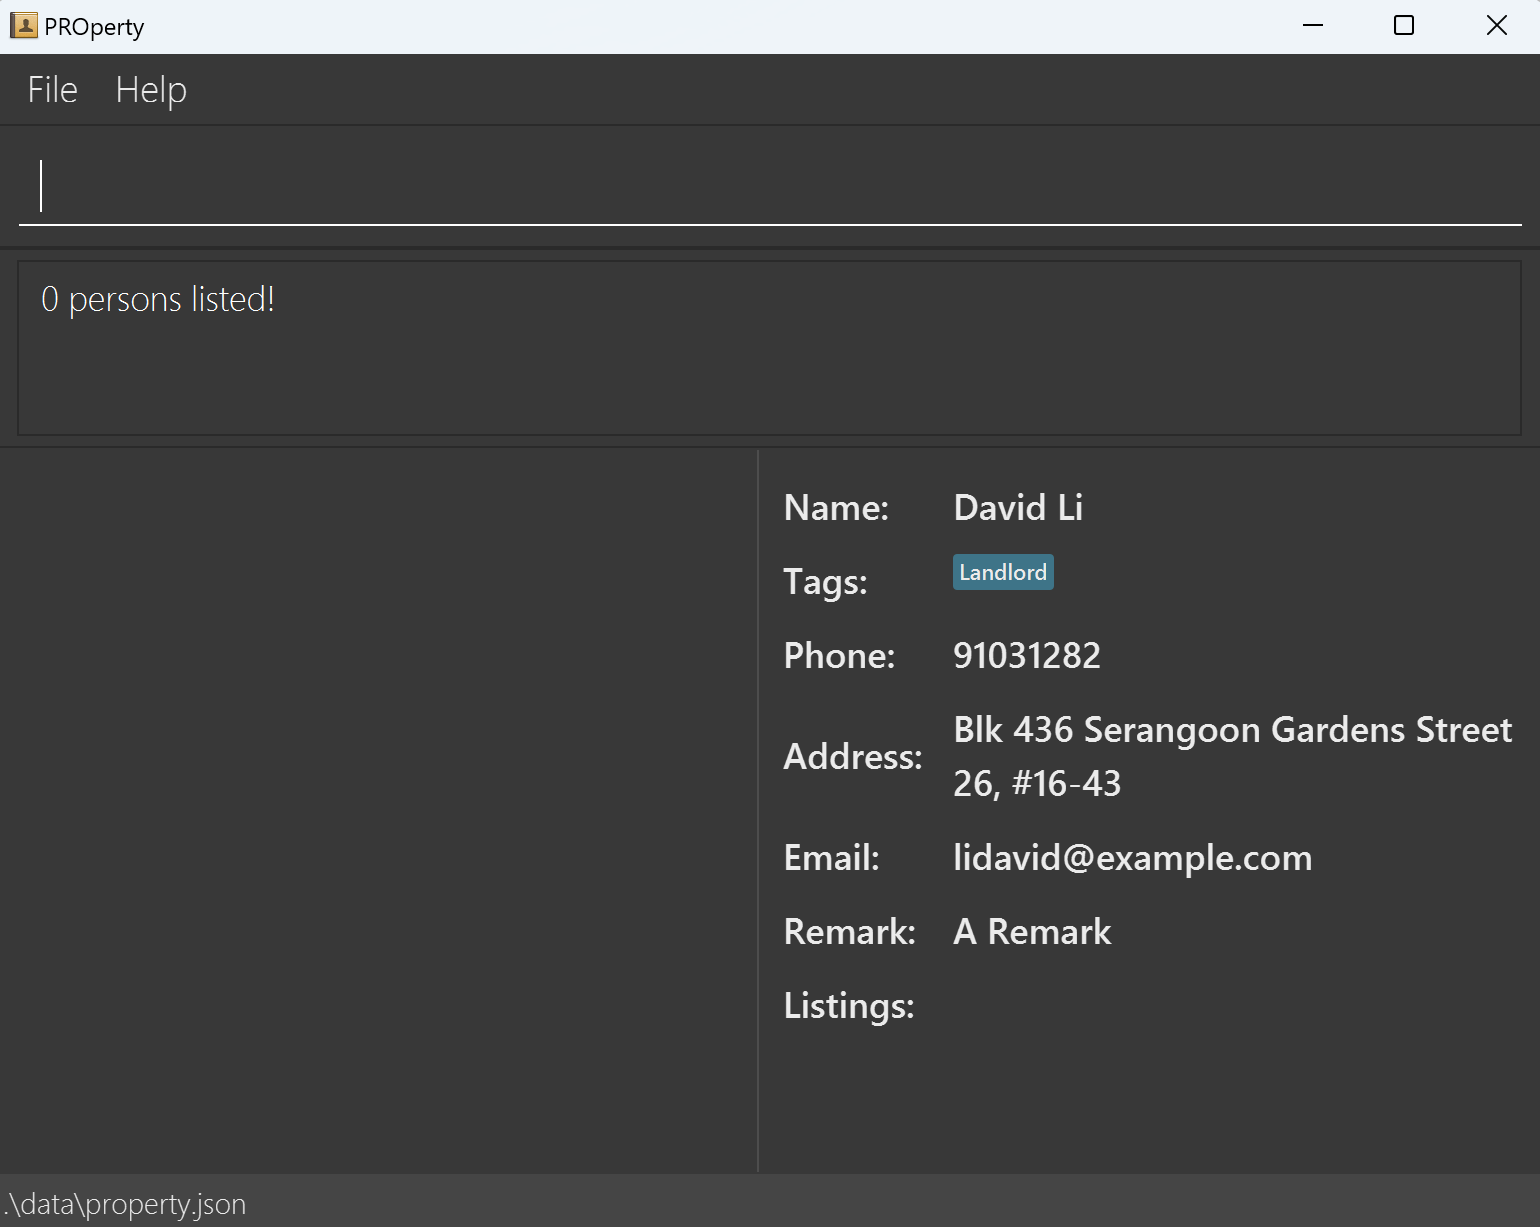 PROperty
File Help
0 persons listed!
Name: David Li
Tags: Landlord
Phone: 91031282
Address: Blk 436 Serangoon Gardens Street
26, #16-43
Email: lidavid@example.com
Remark: A Remark
Listings:
.\data\property.json